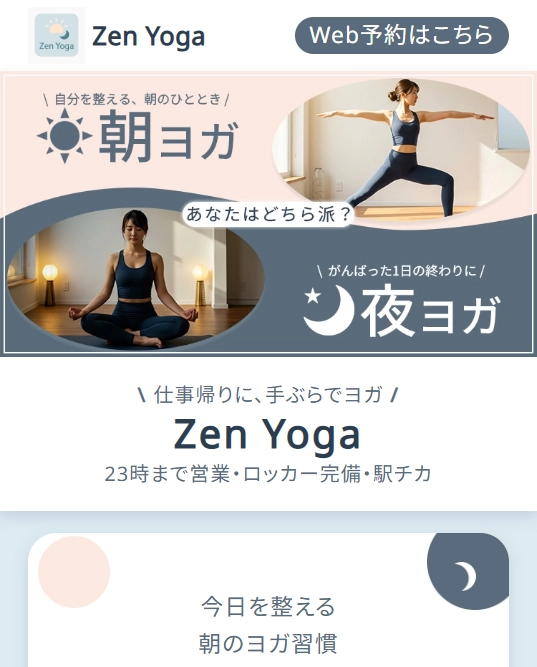 Zen Yoga
Zen Yoga
Web予約はこちら
\ 自分を整える、朝のひととき /
朝ヨガ
あなたはどちら派？
\ がんばった1日の終わりに /
夜ヨガ
\ 仕事帰りに、手ぶらでヨガ /
Zen Yoga
23時まで営業・ロッカー完備・駅チカ
今日を整える
朝のヨガ習慣